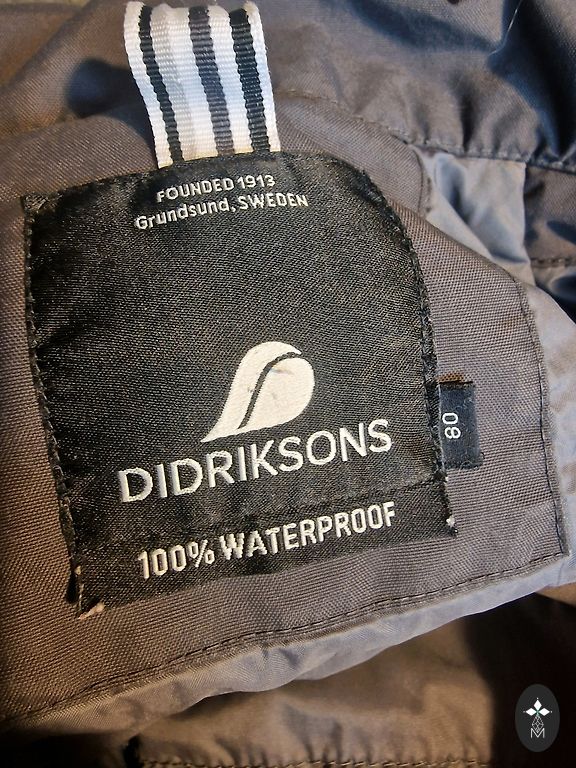 FOUNDED 1913
Grundsund, SWEDEN
DIDRIKSONS
80
100% WATERPROOF